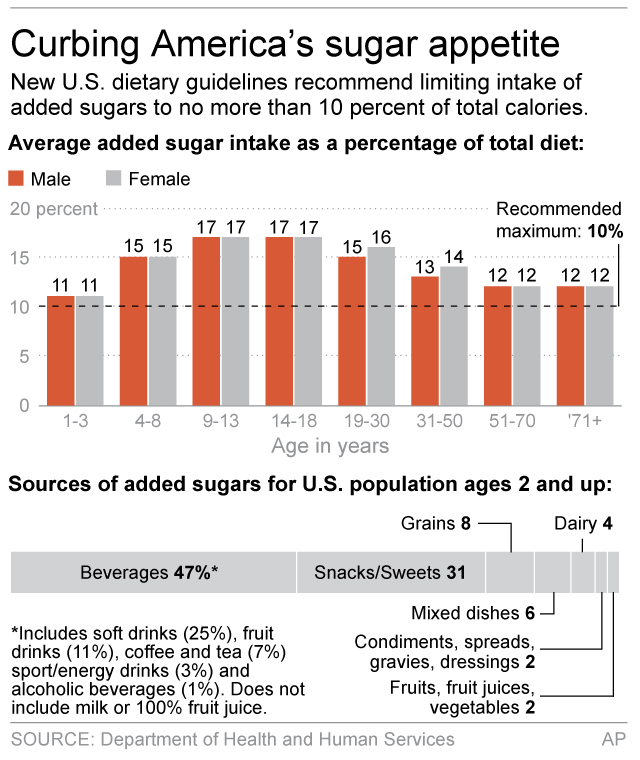 Curbing America's sugar appetite
New U.S. dietary guidelines recommend limiting intake of
added sugars to no more than 10 percent of total calories.
Average added sugar intake as a percentage of total diet:
Male Female
20 percent
Recommended
maximum: 10%
15
10
5
0
11 11 15 15 17 17 17 17 15 16 13 14 12 12 12 12
1-3 4-8 9-13 14-18 19-30 31-50 51-70 '71+
Age in years
Sources of added sugars for U.S. population ages 2 and up:
Grains 8 Dairy 4
Beverages 47%* Snacks/Sweets 31
Mixed dishes 6
Condiments, spreads,
gravies, dressings 2
Fruits, fruit juices,
vegetables 2
*Includes soft drinks (25%), fruit
drinks (11%), coffee and tea (7%)
sport/energy drinks (3%) and
alcoholic beverages (1%). Does not
include milk or 100% fruit juice.
SOURCE: Department of Health and Human Services AP